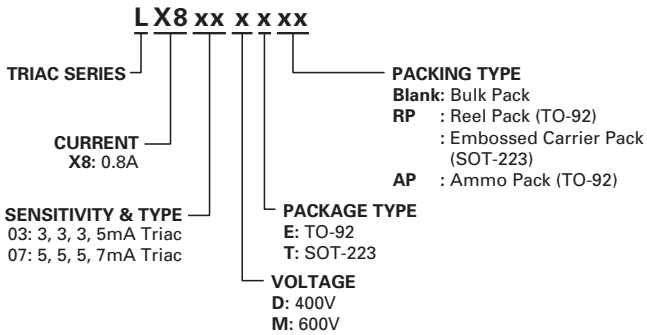 L X8 xx x x xx
TRIAC SERIES
CURRENT
X8: 0.8A
SENSITIVITY & TYPE
03: 3, 3, 3, 5mA Triac
07: 5, 5, 5, 7mA Triac
PACKING TYPE
Blank: Bulk Pack
RP : Reel Pack (TO-92)
: Embossed Carrier Pack
(SOT-223)
AP : Ammo Pack (TO-92)
PACKAGE TYPE
E: TO-92
T: SOT-223
VOLTAGE
D: 400V
M: 600V